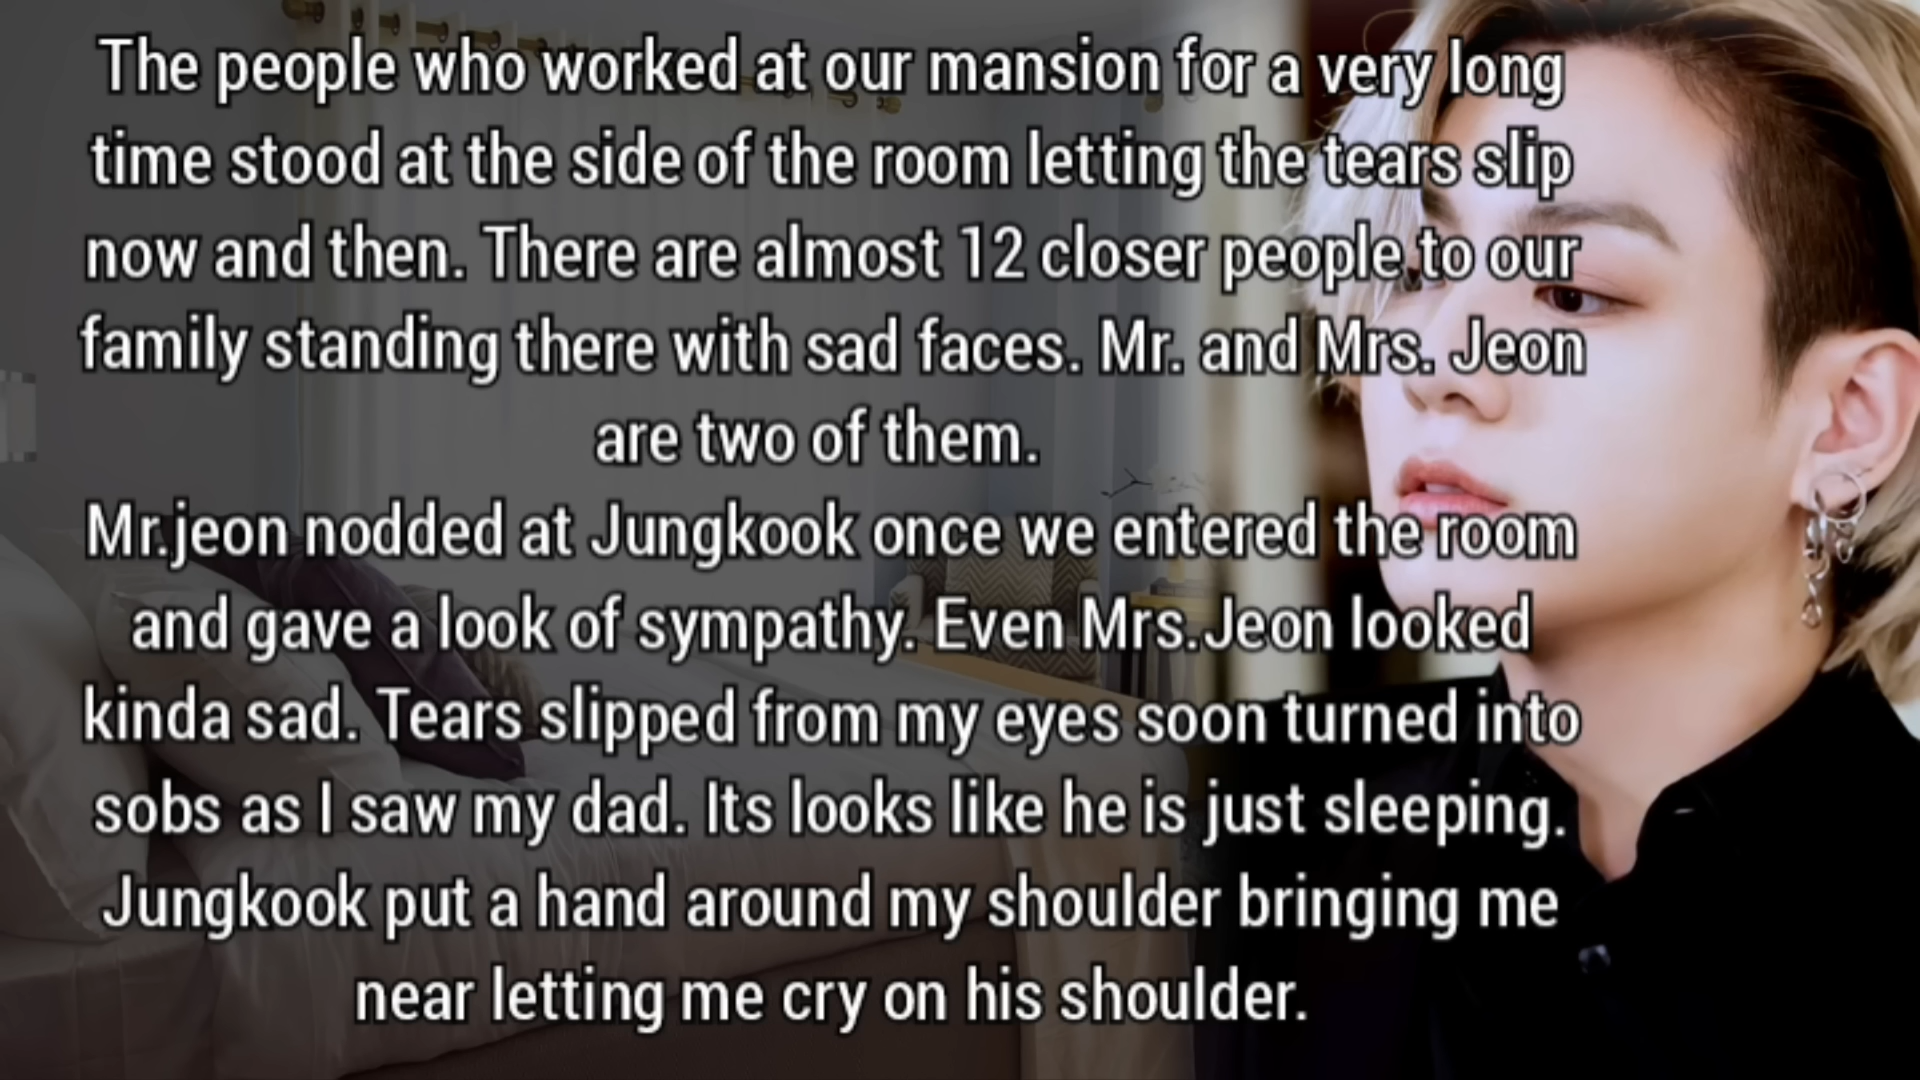 The people who worked at our mansion for a very long
time stood at the side of the room letting the tears slip
now and then. There are almost 12 closer people to our
family standing there with sad faces. Mr. and Mrs. Jeon
are two of them.
Mr.jeon nodded at Jungkook once we entered the room
and gave a look of sympathy. Even Mrs.Jeon looked
kinda sad. Tears slipped from my eyes soon turned into
sobs as I saw my dad. Its looks like he is just sleeping.
Jungkook put a hand around my shoulder bringing me
near letting me cry on his shoulder.